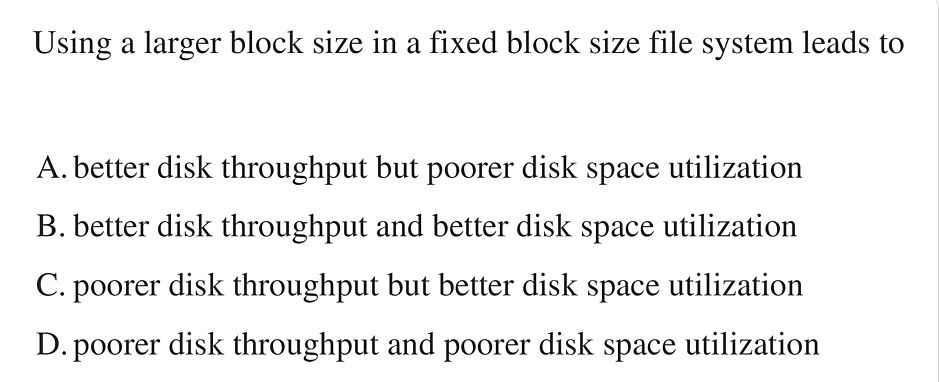 Using a larger block size in a fixed block size file system leads to
A. better disk throughput but poorer disk space utilization
B. better disk throughput and better disk space utilization
C. poorer disk throughput but better disk space utilization
D. poorer disk throughput and poorer disk space utilization